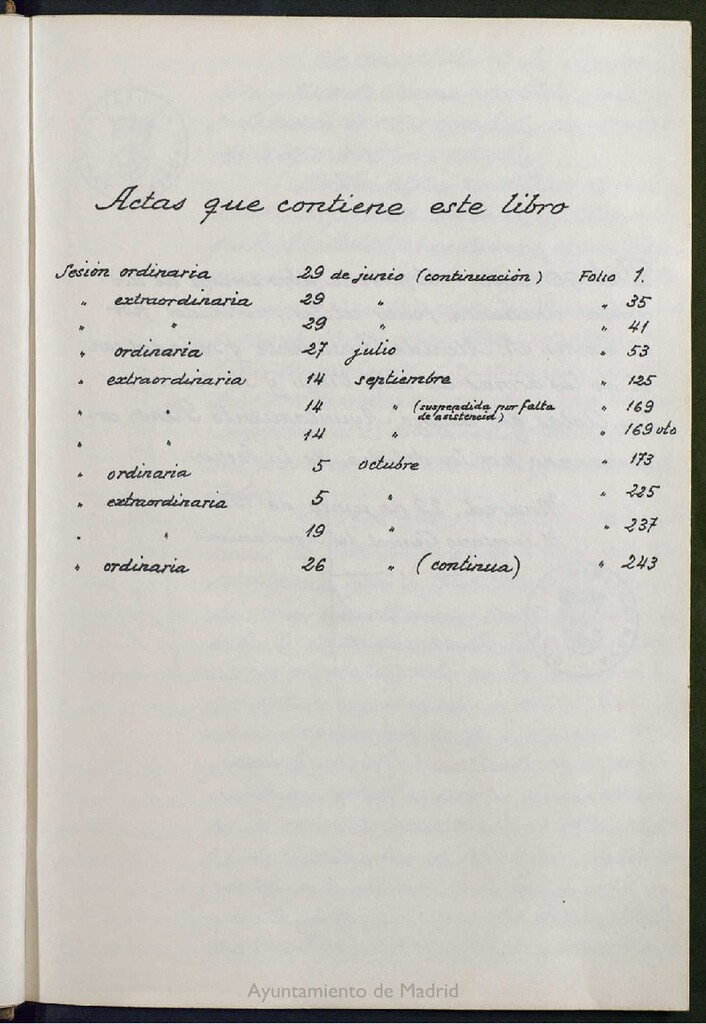 Actas que contiene este libro
Sesión ordinaria 29 de junio (continuación) Folio 1.
" extraordinaria 29 " " 35
" " 29 " " 41
" ordinaria 27 julio " 53
" extraordinaria 14 septiembre " 125
" " 14 " (suspendida por falta de asistencia) " 169
" " 14 " " 169 vto
" ordinaria 5 octubre " 173
" extraordinaria 5 " " 225
" " 19 " " 237
" ordinaria 26 " (continua) " 243
Ayuntamiento de Madrid